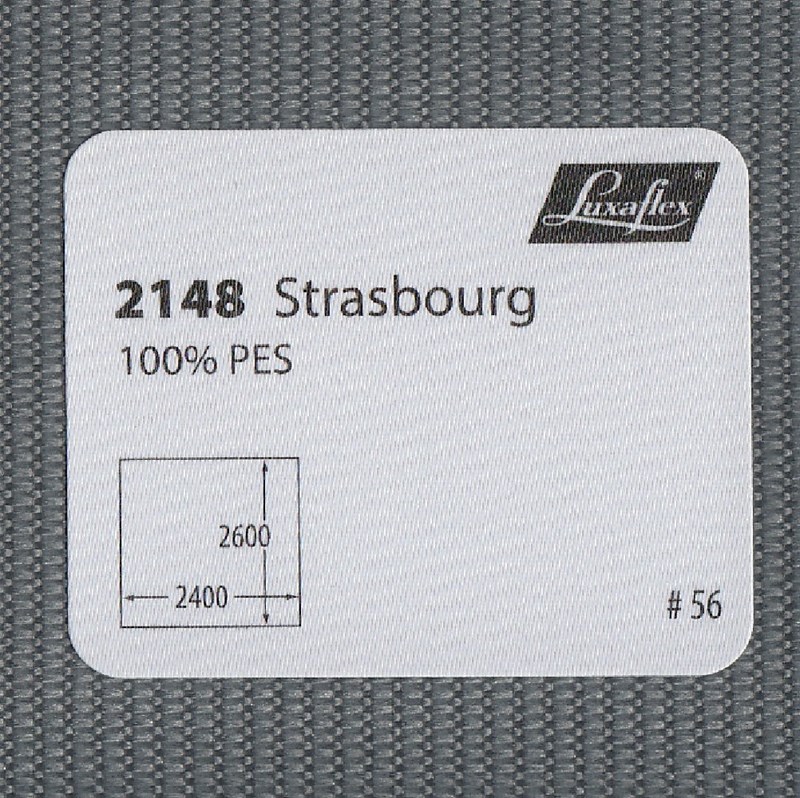 Luxaflex®
2148 Strasbourg
100% PES
2600
2400
# 56